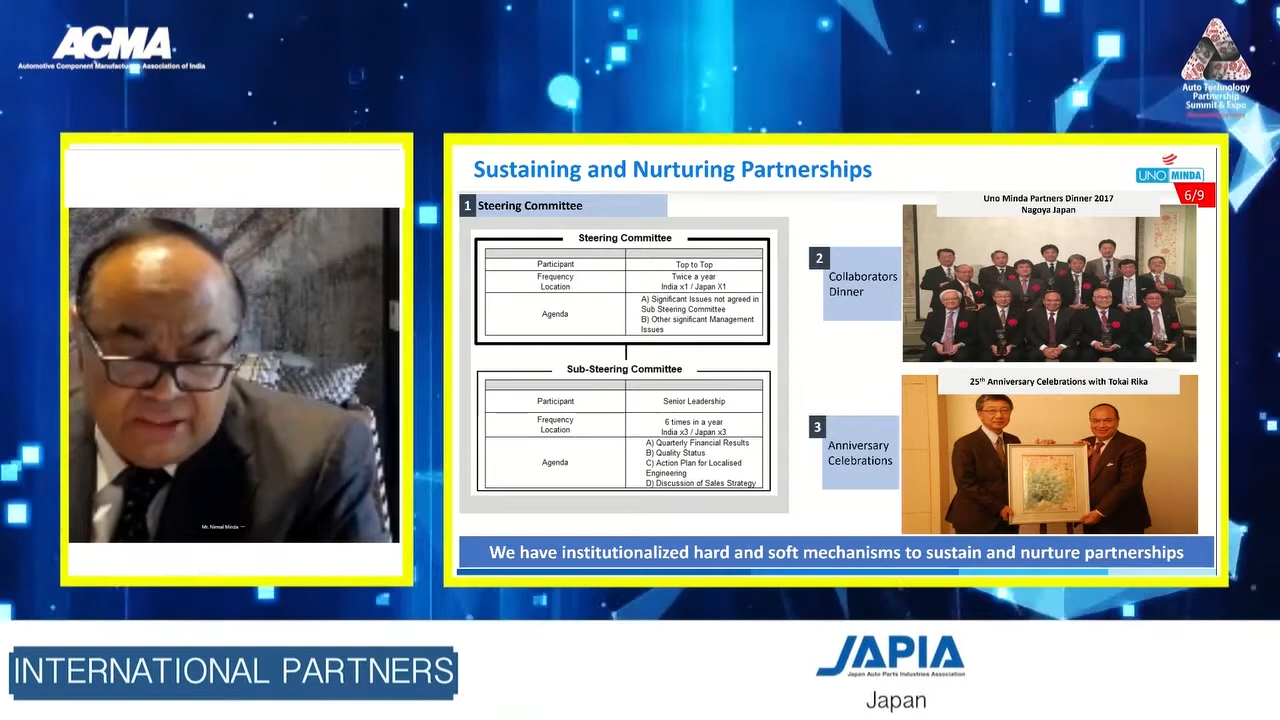 ACMA
Automotive Component Manufacturers Association of India
Auto Technology
Partnership
Summit & Expo
Sustaining and Nurturing Partnerships
UNO MINDA
6/9
1 Steering Committee
Steering Committee
Participant Top to Top
Frequency Twice a year
Location India x1 / Japan X1
Agenda
A) Significant Issues not agreed in
Sub Steering Committee
B) Other significant Management
Issues
Sub-Steering Committee
Participant Senior Leadership
Frequency 6 times in a year
Location India x3 / Japan x3
Agenda
A) Quarterly Financial Results
B) Quality Status
C) Action Plan for Localised
Engineering
D) Discussion of Sales Strategy
2
Collaborators
Dinner
Uno Minda Partners Dinner 2017
Nagoya Japan
3
Anniversary
Celebrations
25th Anniversary Celebrations with Tokai Rika
We have institutionalized hard and soft mechanisms to sustain and nurture partnerships
Mr. Nirmal Minda
INTERNATIONAL PARTNERS
JAPIA
Japan Auto Parts Industries Association
Japan